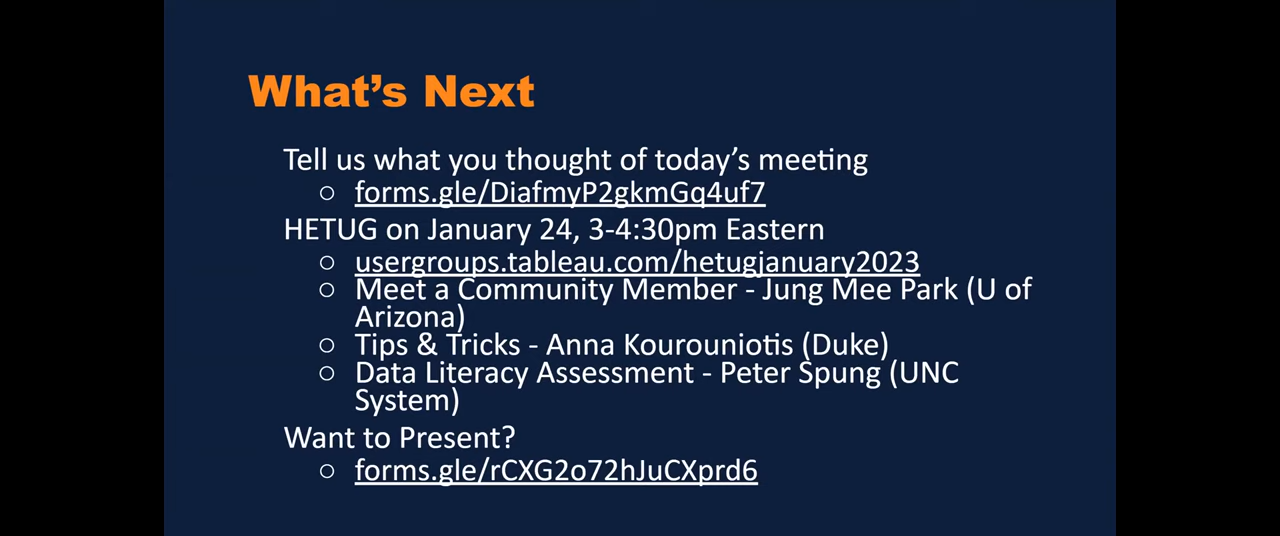 What’s Next
Tell us what you thought of today’s meeting
○ forms.gle/DiafmyP2gkmGq4uf7
HETUG on January 24, 3-4:30pm Eastern
○ usergroups.tableau.com/hetugjanuary2023
○ Meet a Community Member - Jung Mee Park (U of
Arizona)
○ Tips & Tricks - Anna Kourouniotis (Duke)
○ Data Literacy Assessment - Peter Spung (UNC
System)
Want to Present?
○ forms.gle/rCXG2o72hJuCXprd6